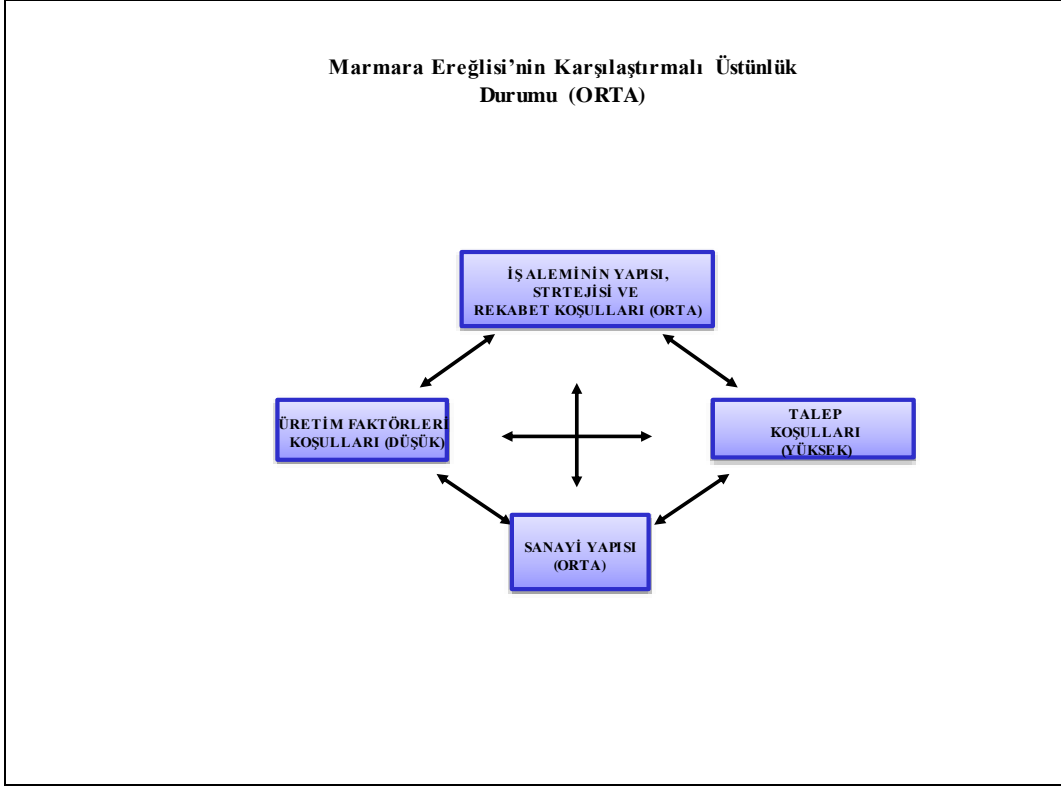 Marmara Ereğlisi’nin Karşılaştırmalı Üstünlük
Durumu (ORTA)
İŞ ALEMİNİN YAPISI,
STRTEJİSİ VE
REKABET KOŞULLARI (ORTA)
ÜRETİM FAKTÖRLERİ
KOŞULLARI (DÜŞÜK)
TALEP
KOŞULLARI
(YÜKSEK)
SANAYİ YAPISI
(ORTA)